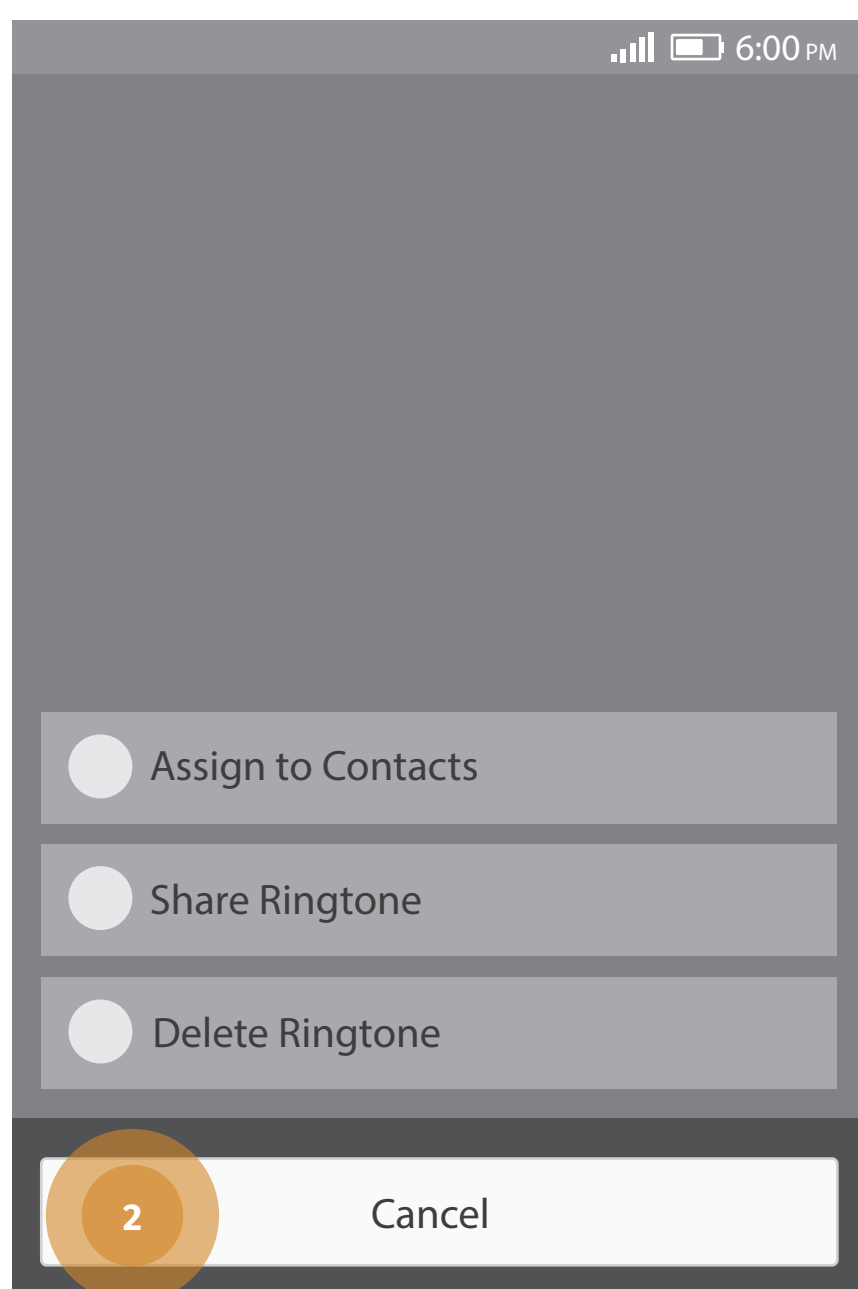 6:00 PM
Assign to Contacts
Share Ringtone
Delete Ringtone
2 Cancel